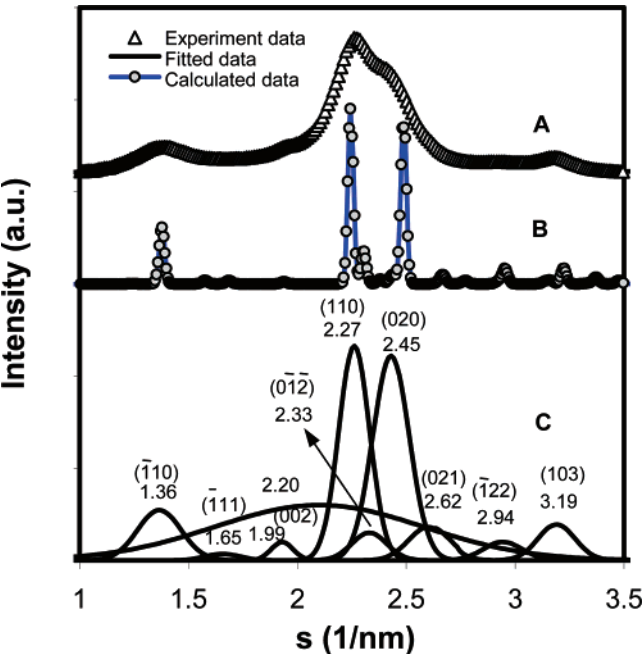 Experiment data
Fitted data
Calculated data
A
B
C
Intensity (a.u.)
(110)
2.27
(020)
2.45
(01̄2̄)
2.33
(1̄10)
1.36
(1̄11)
1.65
2.20
(002)
1.99
(021)
2.62
(1̄22)
2.94
(103)
3.19
1 1.5 2 2.5 3 3.5
s (1/nm)